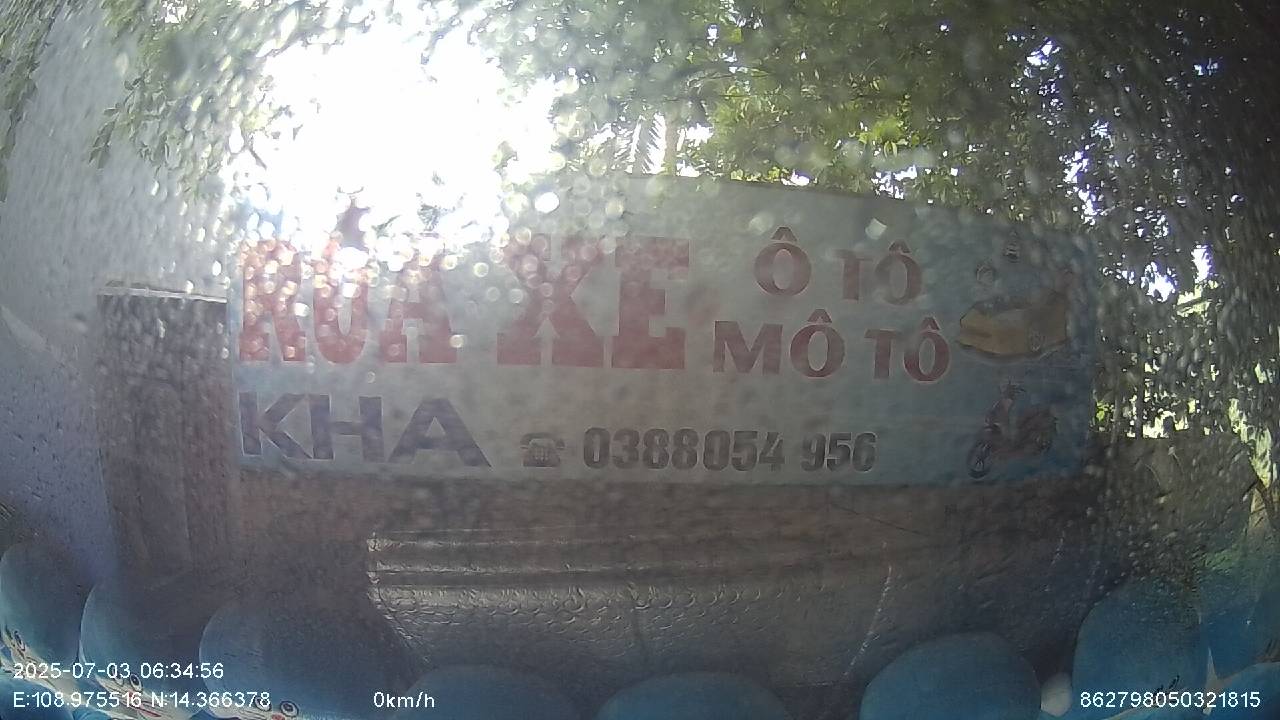 RỬA XE Ô TÔ
MÔ TÔ
KHA ☎ 0388054 956
2025-07-03 06:34:56
E:108.975516 N:14.366378 0km/h 862798050321815